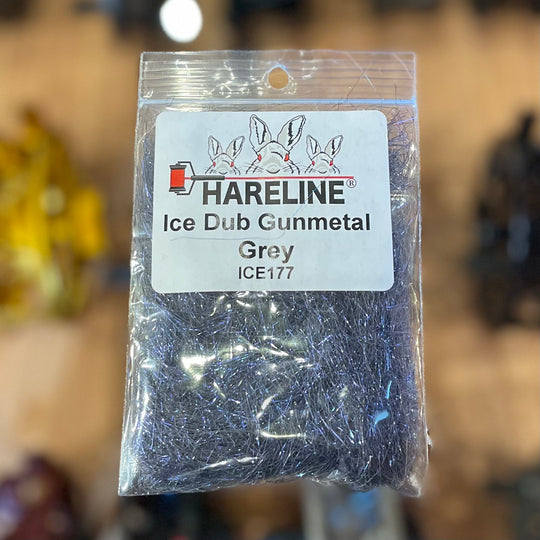 HARELINE®
Ice Dub Gunmetal
Grey
ICE177